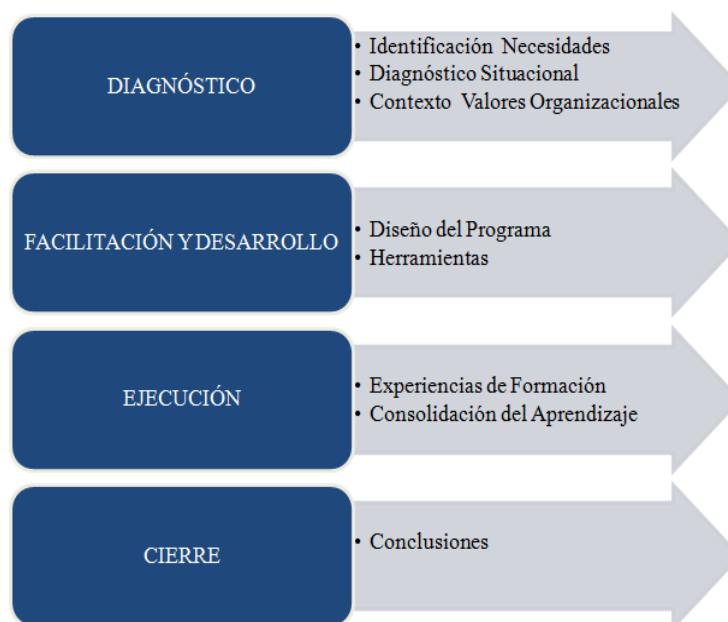 DIAGNÓSTICO
• Identificación Necesidades
• Diagnóstico Situacional
• Contexto Valores Organizacionales
FACILITACIÓN Y DESARROLLO
• Diseño del Programa
• Herramientas
EJECUCIÓN
• Experiencias de Formación
• Consolidación del Aprendizaje
CIERRE
• Conclusiones